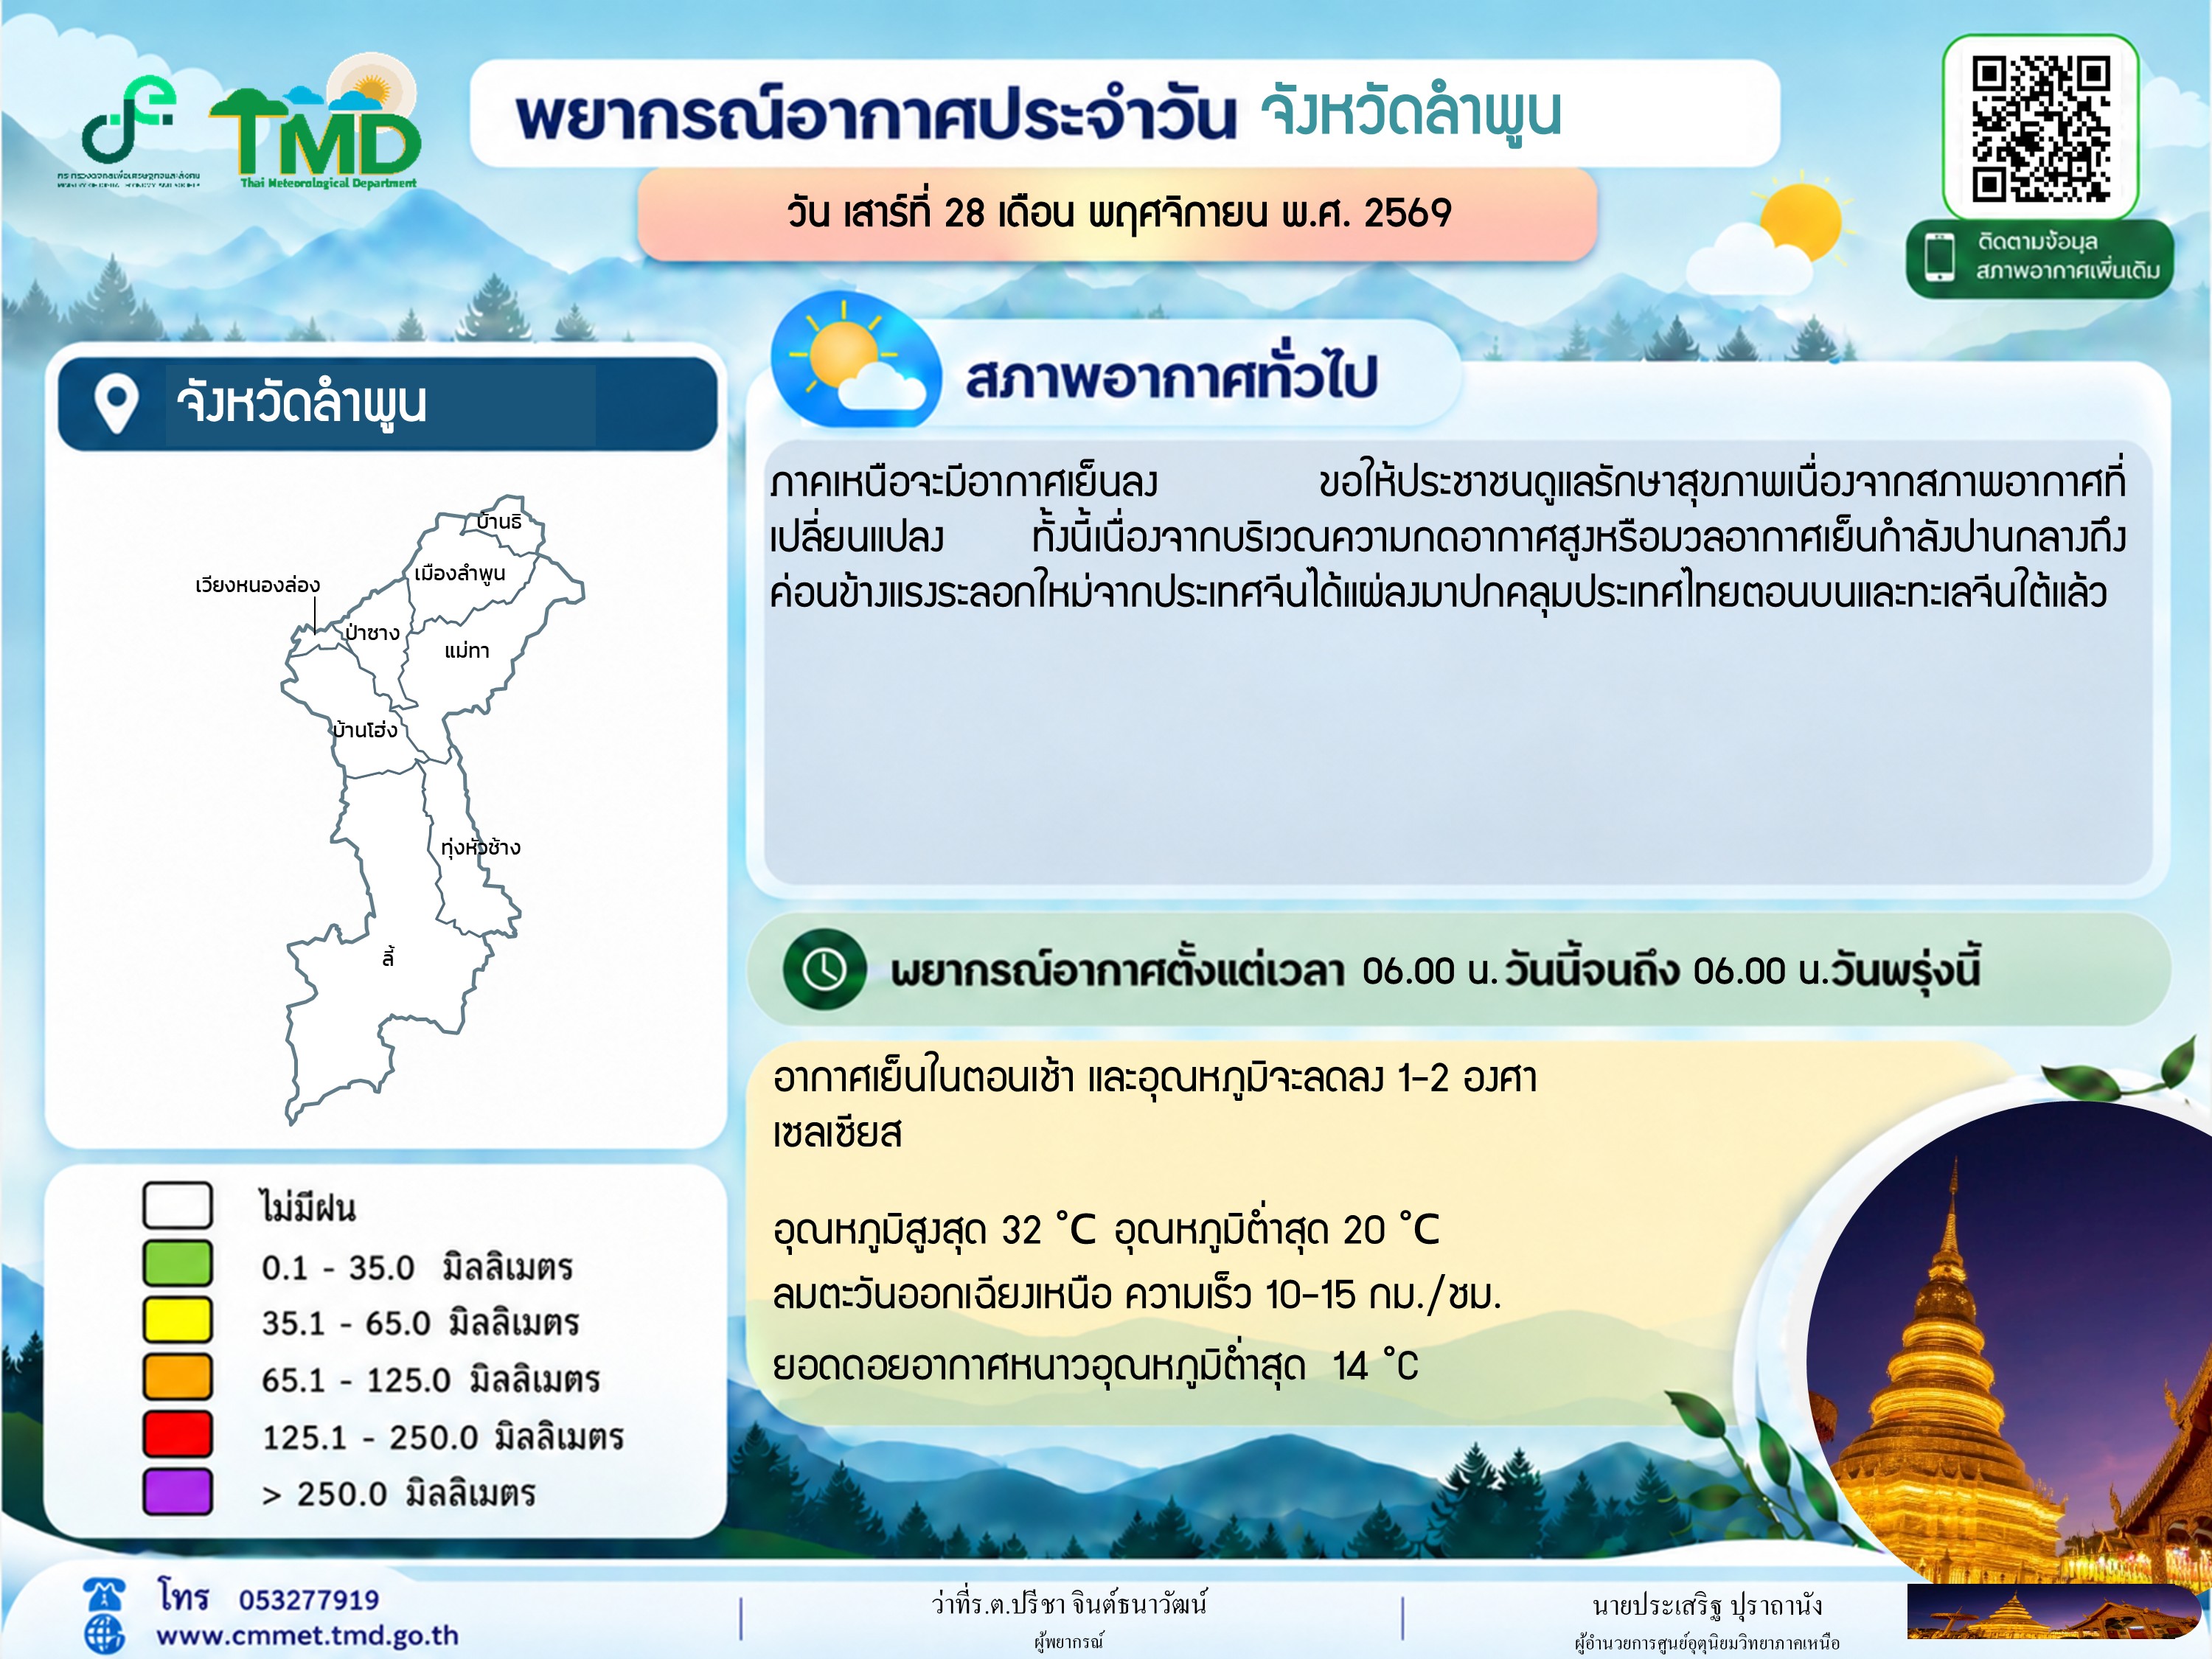 TMD
Thai Meteorological Department
พยากรณ์อากาศประจำวัน จังหวัดลำพูน
วัน เสาร์ที่ 28 เดือน พฤศจิกายน พ.ศ. 2569
ติดตามข้อมูล
สภาพอากาศเพิ่มเติม
จังหวัดลำพูน
บ้านธิ
เมืองลำพูน
เวียงหนองล่อง
ป่าซาง
แม่ทา
บ้านโฮ่ง
ทุ่งหัวช้าง
ลี้
ไม่มีฝน
0.1 - 35.0 มิลลิเมตร
35.1 - 65.0 มิลลิเมตร
65.1 - 125.0 มิลลิเมตร
125.1 - 250.0 มิลลิเมตร
> 250.0 มิลลิเมตร
สภาพอากาศทั่วไป
ภาคเหนือจะมีอากาศเย็นลง ขอให้ประชาชนดูแลรักษาสุขภาพเนื่องจากสภาพอากาศที่
เปลี่ยนแปลง ทั้งนี้เนื่องจากบริเวณความกดอากาศสูงหรือมวลอากาศเย็นกำลังปานกลางถึง
ค่อนข้างแรงระลอกใหม่จากประเทศจีนได้แผ่ลงมาปกคลุมประเทศไทยตอนบนและทะเลจีนใต้แล้ว
พยากรณ์อากาศตั้งแต่เวลา 06.00 น. วันนี้จนถึง 06.00 น.วันพรุ่งนี้
อากาศเย็นในตอนเช้า และอุณหภูมิจะลดลง 1-2 องศา
เซลเซียส
อุณหภูมิสูงสุด 32 °C อุณหภูมิต่ำสุด 20 °C
ลมตะวันออกเฉียงเหนือ ความเร็ว 10-15 กม./ชม.
ยอดดอยอากาศหนาวอุณหภูมิต่ำสุด 14 °C
โทร 053277919
www.cmmet.tmd.go.th
ว่าที่ร.ต.ปรีชา จินต์ธนาวัฒน์
ผู้พยากรณ์
นายประเสริฐ ปุราถานัง
ผู้อำนวยการศูนย์อุตุนิยมวิทยาภาคเหนือ